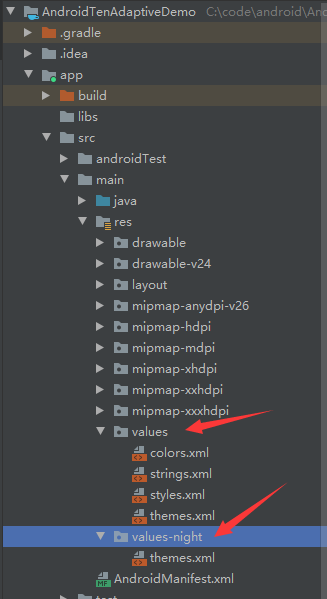 AndroidTenAdaptiveDemo C:\code\android\An
.gradle
.idea
app
build
libs
src
androidTest
main
java
res
drawable
drawable-v24
layout
mipmap-anydpi-v26
mipmap-hdpi
mipmap-mdpi
mipmap-xhdpi
mipmap-xxhdpi
mipmap-xxxhdpi
values
colors.xml
strings.xml
styles.xml
themes.xml
values-night
themes.xml
AndroidManifest.xml